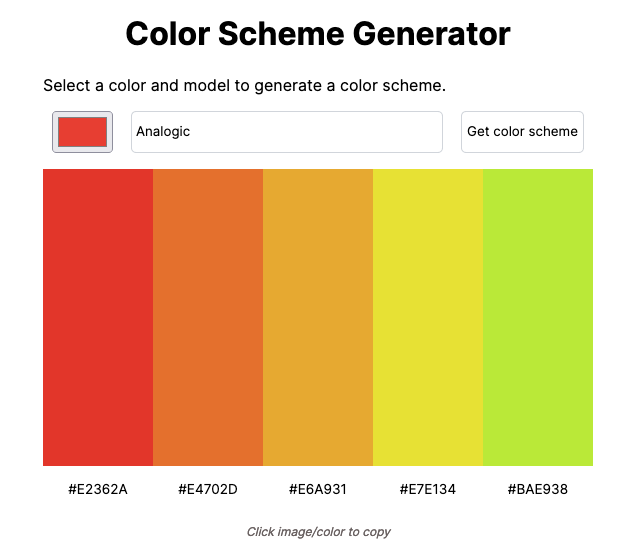 Color Scheme Generator
Select a color and model to generate a color scheme.
Analogic Get color scheme
#E2362A #E4702D #E6A931 #E7E134 #BAE938
Click image/color to copy